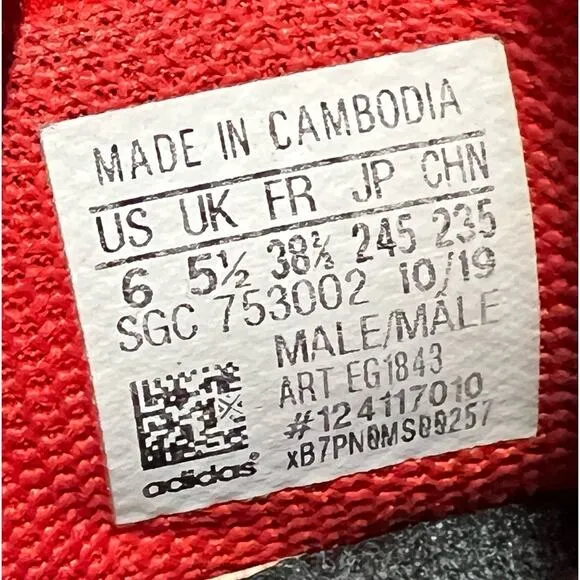 MADE IN CAMBODIA
US UK FR JP CHN
6 5½ 38⅔ 245 235
SGC 753002 10/19
MALE/MÂLE
ART EG1843
#124117010
xB7PN0MS09257
adidas®